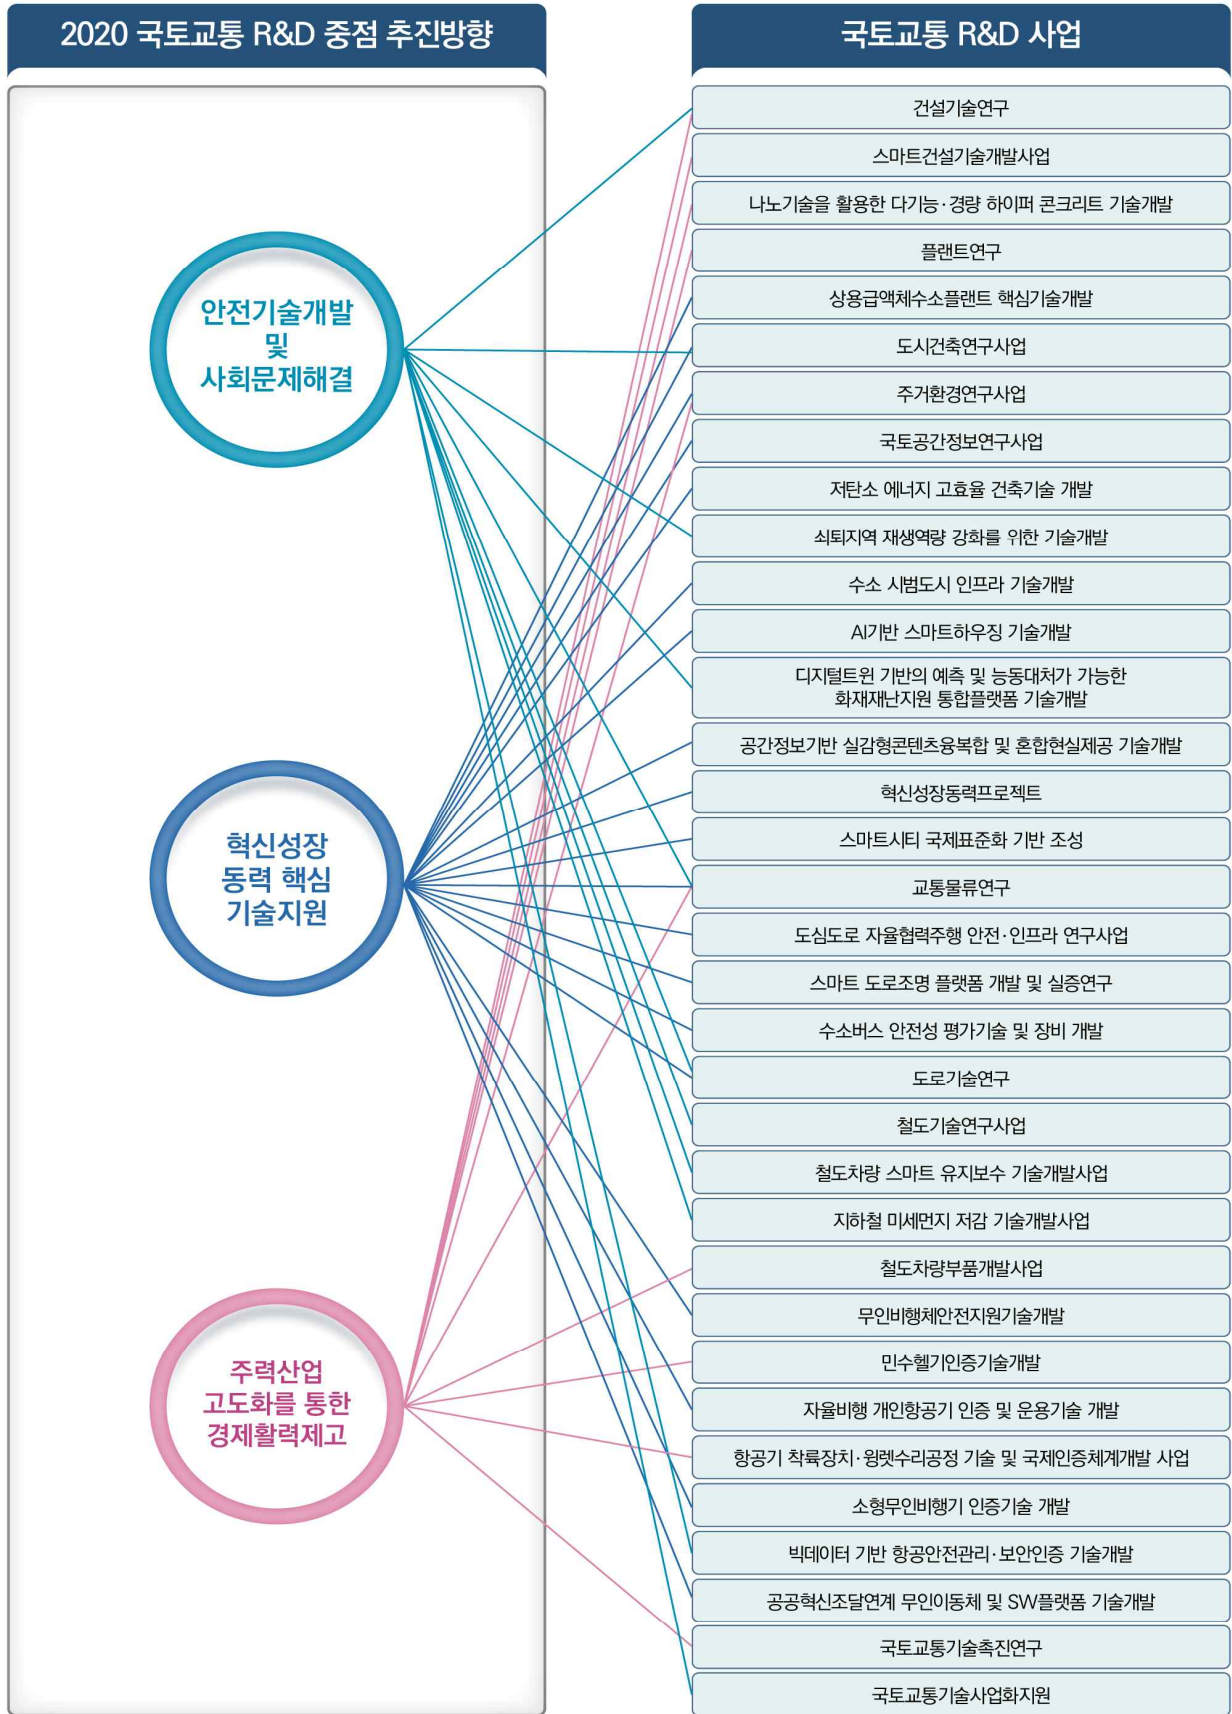 2020 국토교통 R&D 중점 추진방향
국토교통 R&D 사업
안전기술개발
및
사회문제해결
혁신성장
동력 핵심
기술지원
주력산업
고도화를 통한
경제활력제고
건설기술연구
스마트건설기술개발사업
나노기술을 활용한 다기능·경량 하이퍼 콘크리트 기술개발
플랜트연구
상용급액체수소플랜트 핵심기술개발
도시건축연구사업
주거환경연구사업
국토공간정보연구사업
저탄소 에너지 고효율 건축기술 개발
쇠퇴지역 재생역량 강화를 위한 기술개발
수소 시범도시 인프라 기술개발
AI기반 스마트하우징 기술개발
디지털트윈 기반의 예측 및 능동대처가 가능한
화재재난지원 통합플랫폼 기술개발
공간정보기반 실감형콘텐츠융복합 및 혼합현실제공 기술개발
혁신성장동력프로젝트
스마트시티 국제표준화 기반 조성
교통물류연구
도심도로 자율협력주행 안전·인프라 연구사업
스마트 도로조명 플랫폼 개발 및 실증연구
수소버스 안전성 평가기술 및 장비 개발
도로기술연구
철도기술연구사업
철도차량 스마트 유지보수 기술개발사업
지하철 미세먼지 저감 기술개발사업
철도차량부품개발사업
무인비행체안전지원기술개발
민수헬기인증기술개발
자율비행 개인항공기 인증 및 운용기술 개발
항공기 착륙장치·윙렛수리공정 기술 및 국제인증체계개발 사업
소형무인비행기 인증기술 개발
빅데이터 기반 항공안전관리·보안인증 기술개발
공공혁신조달연계 무인이동체 및 SW플랫폼 기술개발
국토교통기술촉진연구
국토교통기술사업화지원